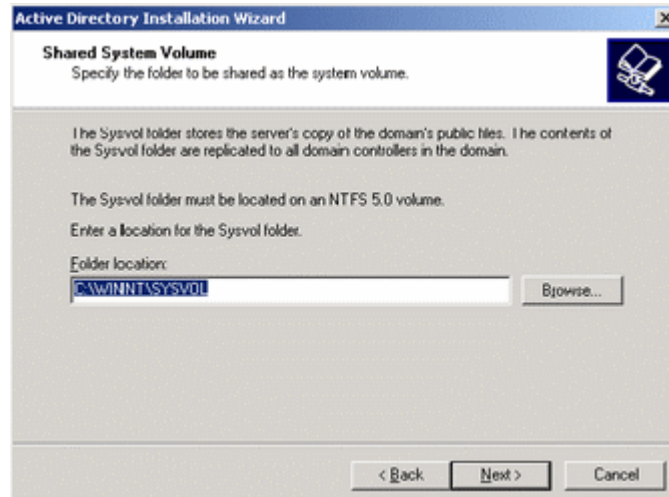 Active Directory Installation Wizard
Shared System Volume
Specify the folder to be shared as the system volume.
The Sysvol folder stores the server's copy of the domain's public files. The contents of
the Sysvol folder are replicated to all domain controllers in the domain.
The Sysvol folder must be located on an NTFS 5.0 volume.
Enter a location for the Sysvol folder.
Folder location:
C:\WINNT\SYSVOL
Browse...
< Back
Next >
Cancel